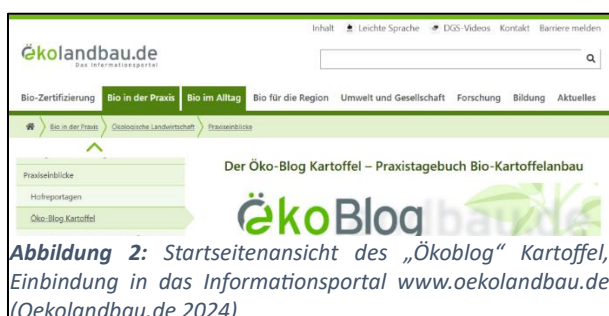 Inhalt Leichte Sprache DGS-Videos Kontakt Barriere melden
ökolandbau.de
Das Informationsportal
Bio-Zertifizierung Bio in der Praxis Bio im Alltag Bio für die Region Umwelt und Gesellschaft Forschung Bildung Aktuelles
Bio in der Praxis Ökologische Landwirtschaft Praxiseinblicke
Praxiseinblicke
Der Öko-Blog Kartoffel – Praxistagebuch Bio-Kartoffelanbau
Hofreportagen
Öko-Blog Kartoffel
ökoBlog
bau.de
Abbildung 2: Startseitenansicht des „Ökoblog“ Kartoffel,
Einbindung in das Informationsportal www.oekolandbau.de
(Oekolandbau.de 2024)